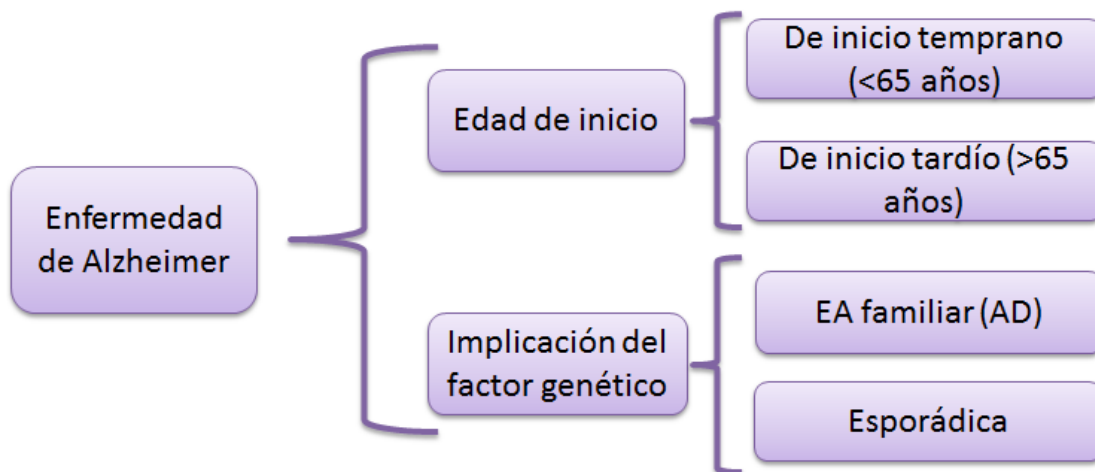 Enfermedad
de Alzheimer
Edad de inicio
De inicio temprano
(<65 años)
De inicio tardío (>65
años)
Implicación del
factor genético
EA familiar (AD)
Esporádica